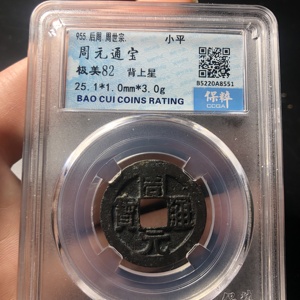 955 后周 周世宗 小平
周元通宝
极美82 背上星
25.1*1.0mm*3.0g
BAO CUI COINS RATING
BS220A8551
保粹
周元通寳